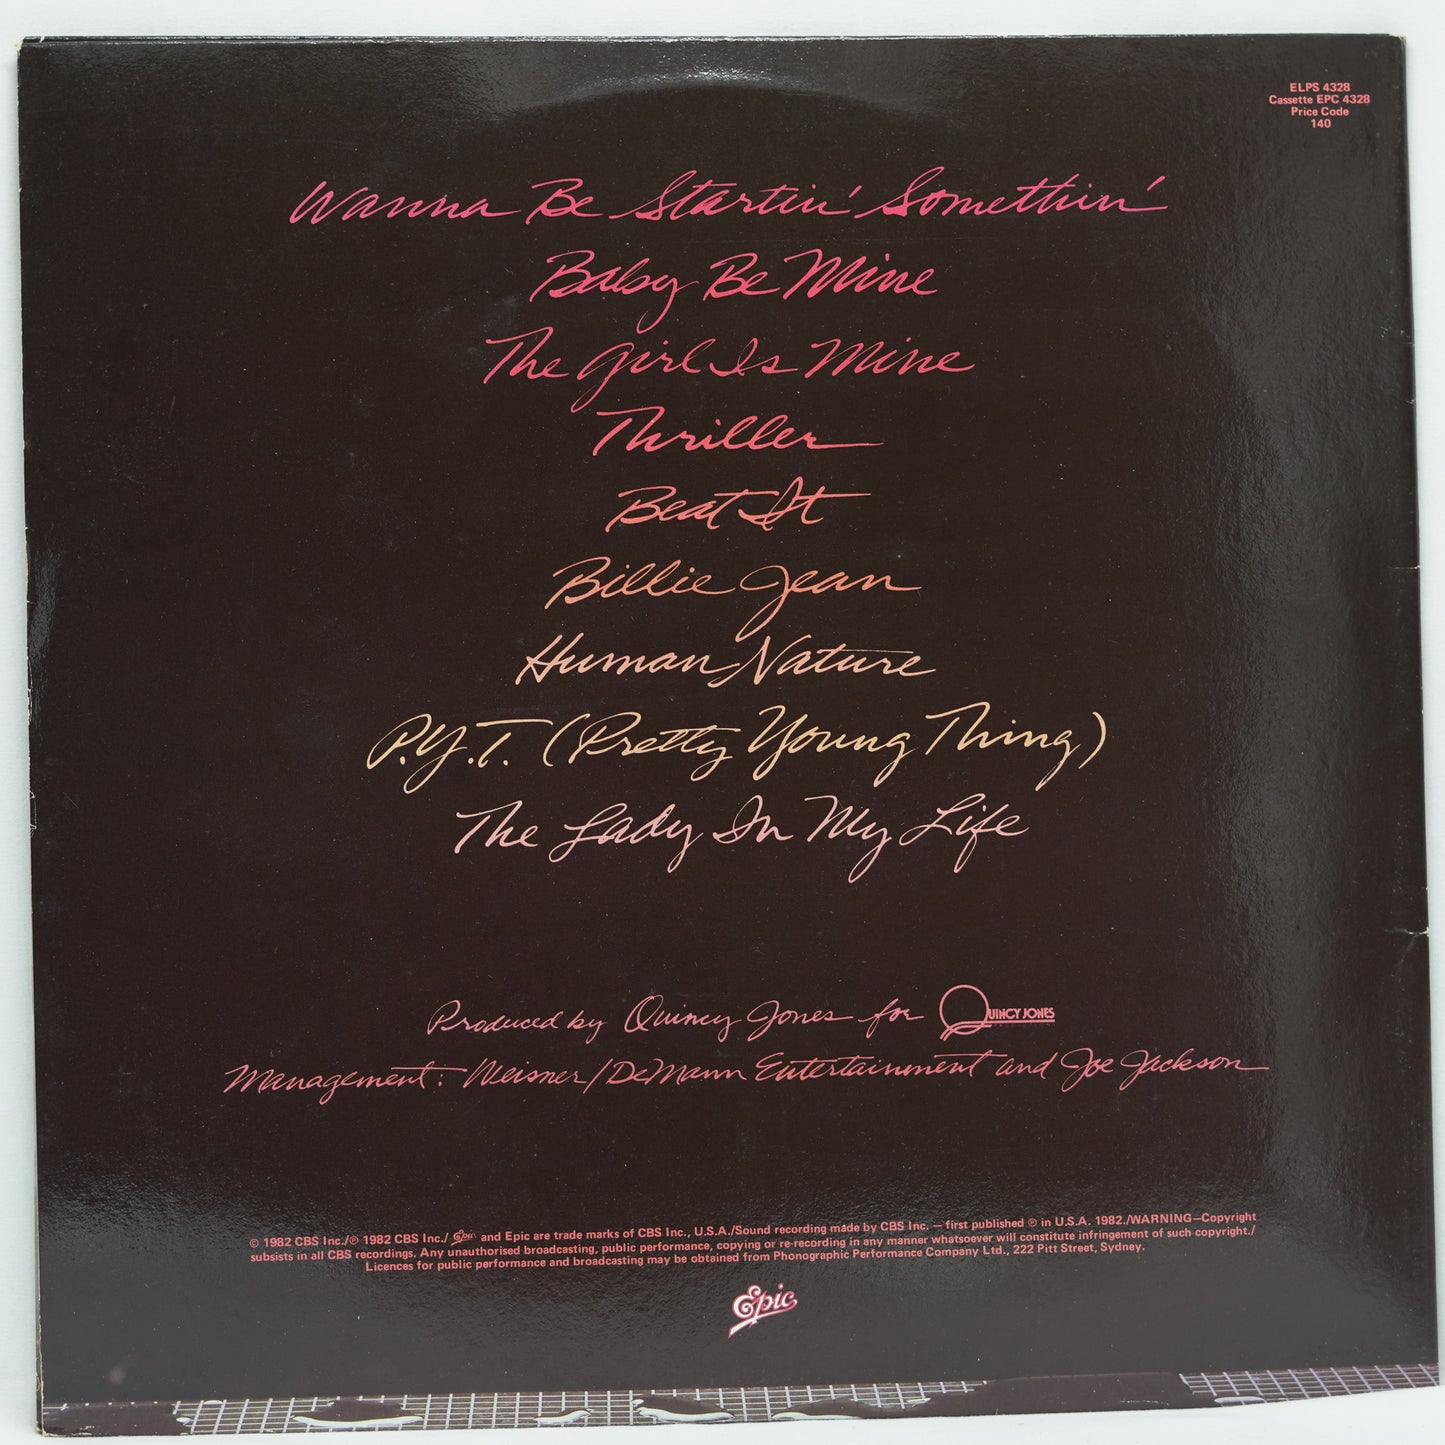 ELPS 4328
Cassette EPC 4328
Price Code
140
Wanna Be Startin' Somethin'
Baby Be Mine
The Girl Is Mine
Thriller
Beat It
Billie Jean
Human Nature
P.Y.T. (Pretty Young Thing)
The Lady In My Life
Produced by Quincy Jones for QUINCY JONES
Management: Weisner/DeMann Entertainment and Joe Jackson
© 1982 CBS Inc./℗ 1982 CBS Inc./ Epic and Epic are trade marks of CBS Inc., U.S.A./Sound recording made by CBS Inc. — first published ℗ in U.S.A. 1982./WARNING—Copyright
subsists in all CBS recordings. Any unauthorised broadcasting, public performance, copying or re-recording in any manner whatsoever will constitute infringement of such copyright./
Licences for public performance and broadcasting may be obtained from Phonographic Performance Company Ltd., 222 Pitt Street, Sydney.
Epic